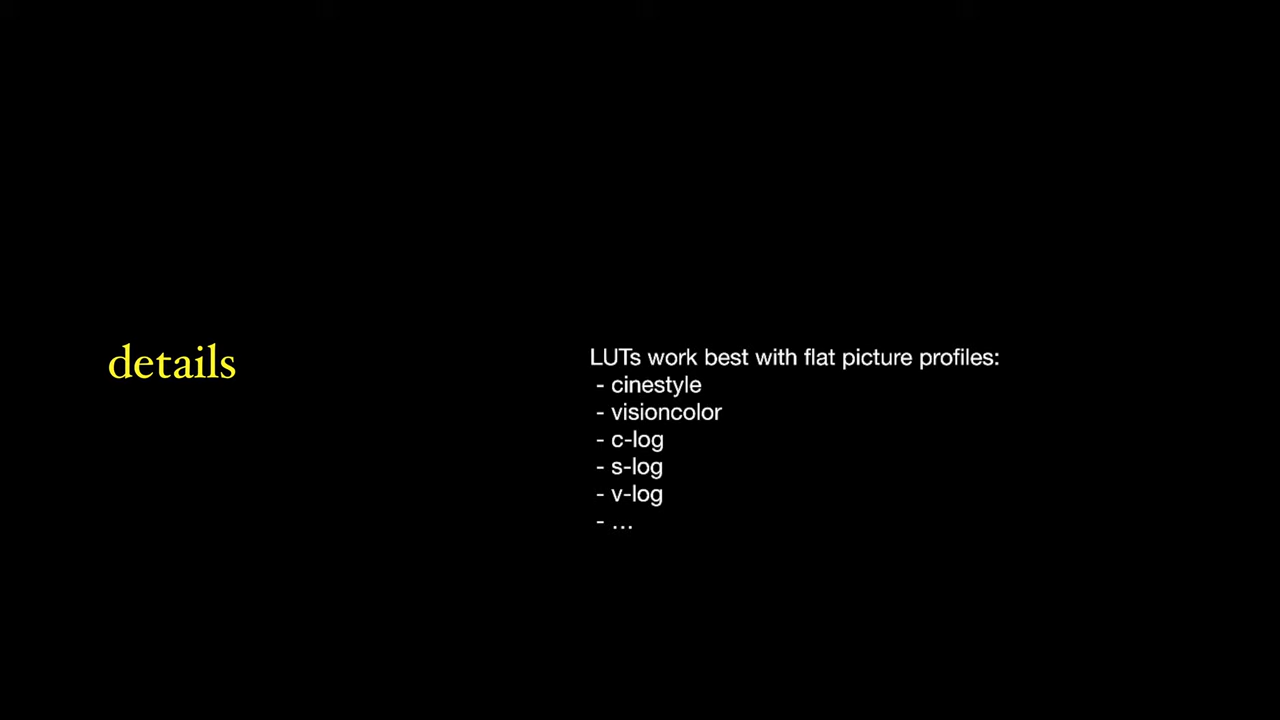 details
LUTs work best with flat picture profiles:
- cinestyle
- visioncolor
- c-log
- s-log
- v-log
- ...